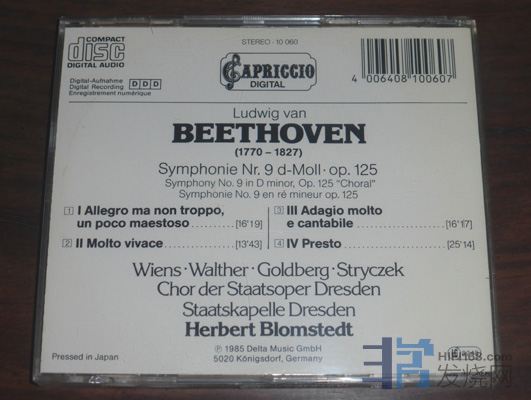 COMPACT
disc
DIGITAL AUDIO
Digital-Aufnahme
Digital Recording
Enregistrement numérique
DDD
STEREO · 10 060
CAPRICCIO
DIGITAL
4 006408 100607
Ludwig van
BEETHOVEN
(1770 – 1827)
Symphonie Nr. 9 d-Moll · op. 125
Symphony No. 9 in D minor, Op. 125 "Choral"
Symphonie No. 9 en ré mineur op. 125
1 I Allegro ma non troppo,
un poco maestoso [16'19]
2 II Molto vivace [13'43]
3 III Adagio molto
e cantabile [16'17]
4 IV Presto [25'14]
Wiens · Walther · Goldberg · Stryczek
Chor der Staatsoper Dresden
Staatskapelle Dresden
Herbert Blomstedt
Ⓟ 1985 Delta Music GmbH
5020 Königsdorf, Germany
Pressed in Japan
HIFI168.com
发烧网